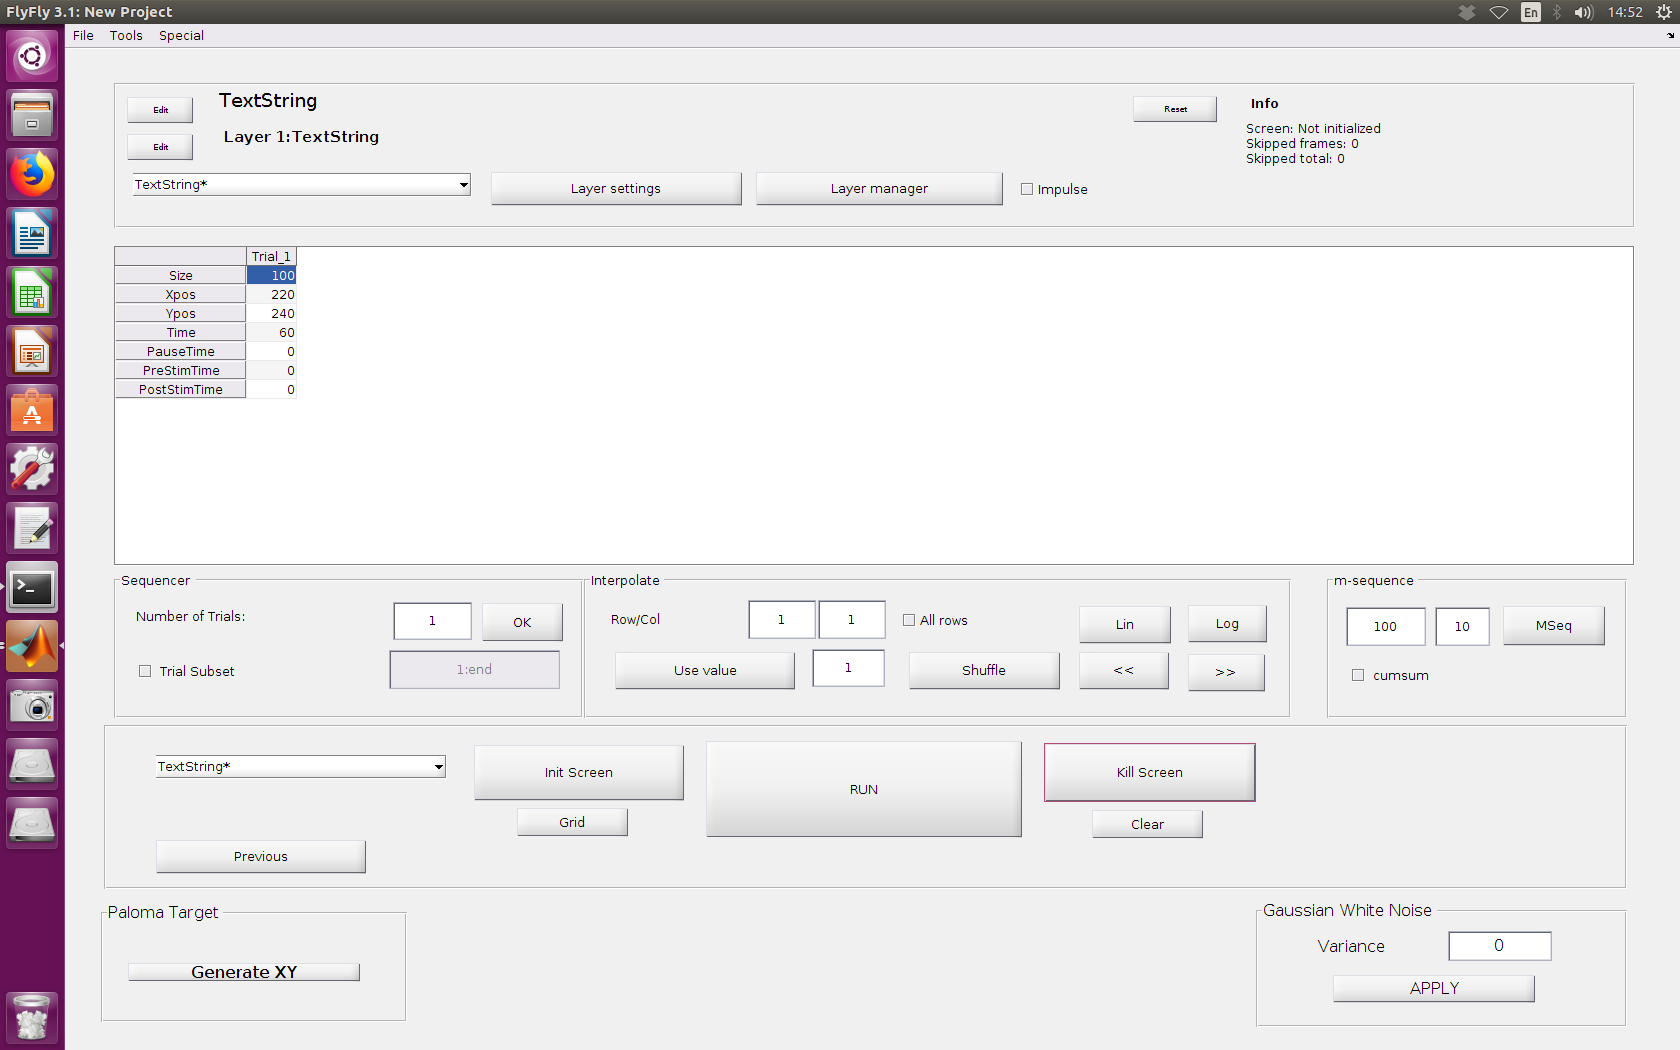 FlyFly 3.1: New Project
En
14:52
File Tools Special
Edit
TextString
Reset
Info
Edit
Layer 1:TextString
Screen: Not initialized
Skipped frames: 0
Skipped total: 0
TextString*
Layer settings
Layer manager
Impulse
Trial_1
Size 100
Xpos 220
Ypos 240
Time 60
PauseTime 0
PreStimTime 0
PostStimTime 0
Sequencer
Number of Trials:
1
OK
Trial Subset
1:end
Interpolate
Row/Col
1
1
All rows
Lin
Log
Use value
1
Shuffle
<<
>>
m-sequence
100
10
MSeq
cumsum
TextString*
Init Screen
RUN
Kill Screen
Grid
Clear
Previous
Paloma Target
Generate XY
Gaussian White Noise
Variance
0
APPLY